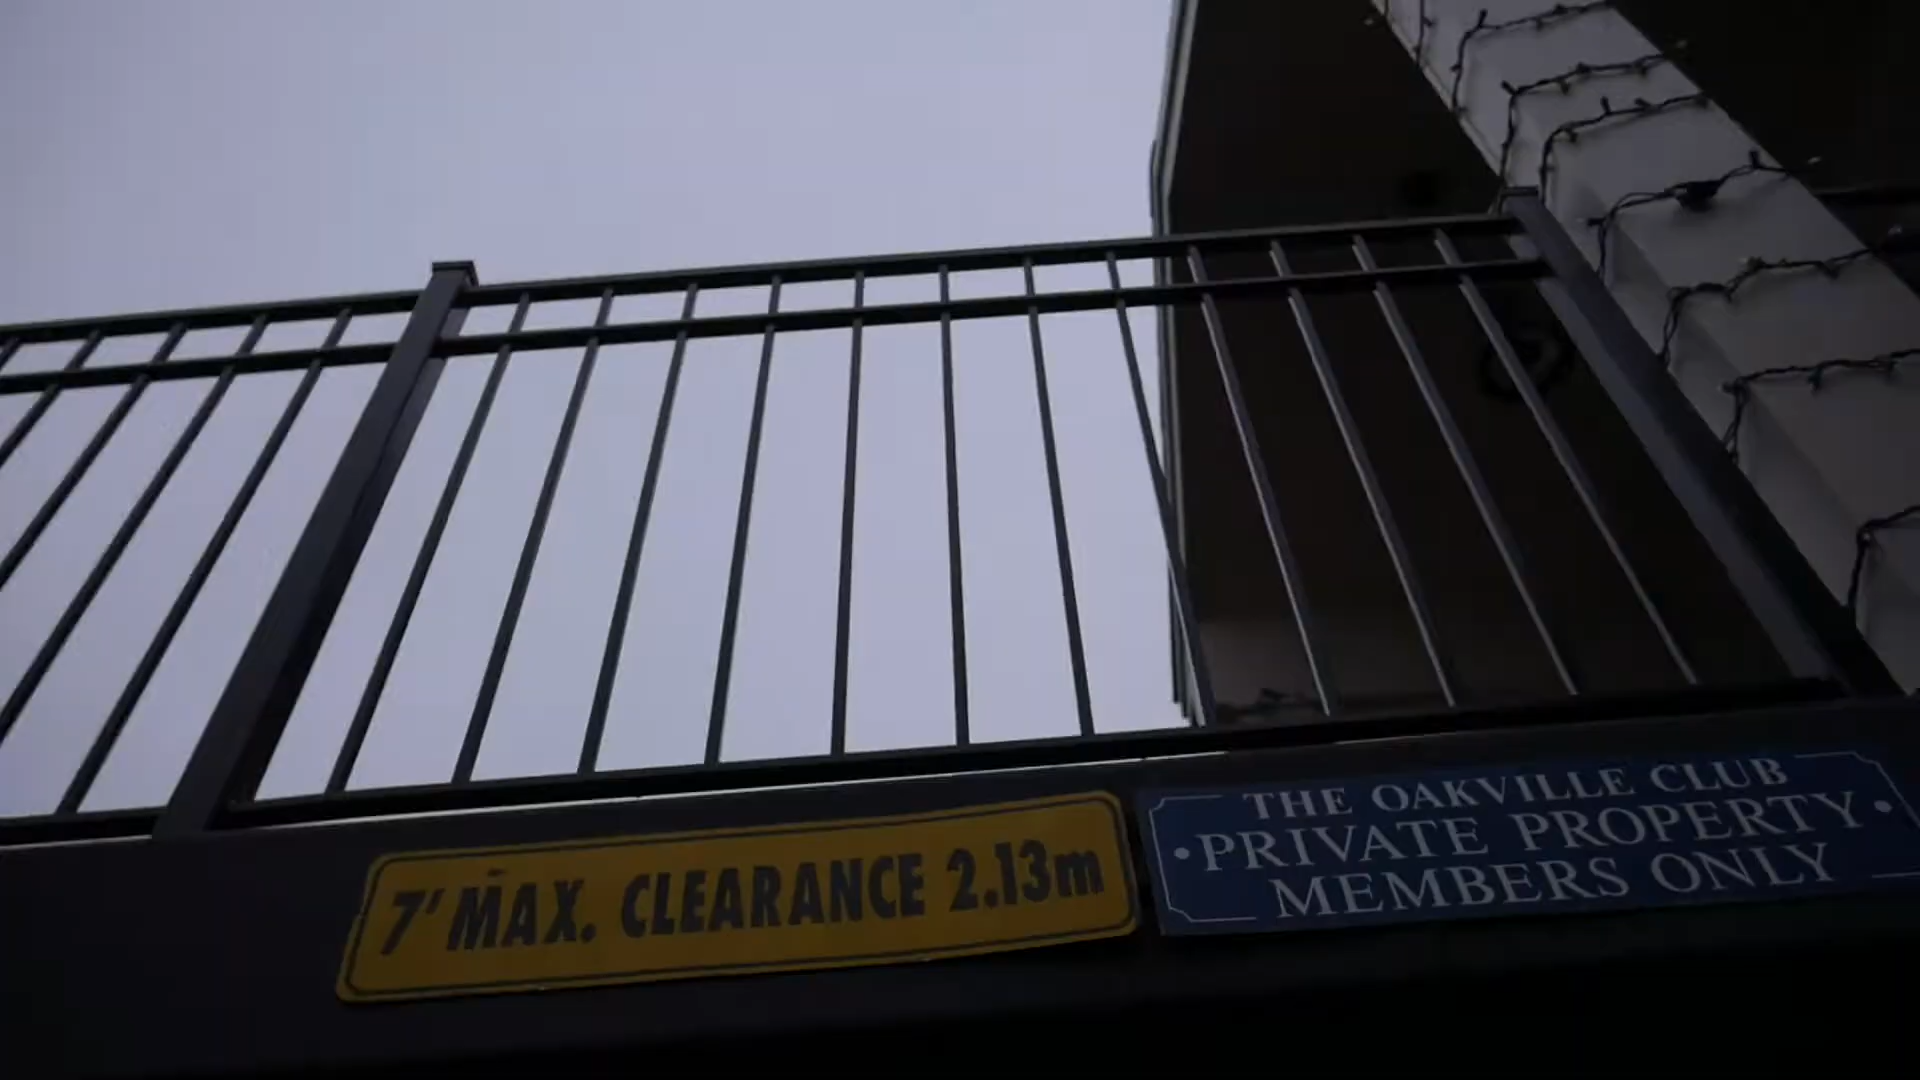 7' MAX. CLEARANCE 2.13m
THE OAKVILLE CLUB
•PRIVATE PROPERTY•
MEMBERS ONLY